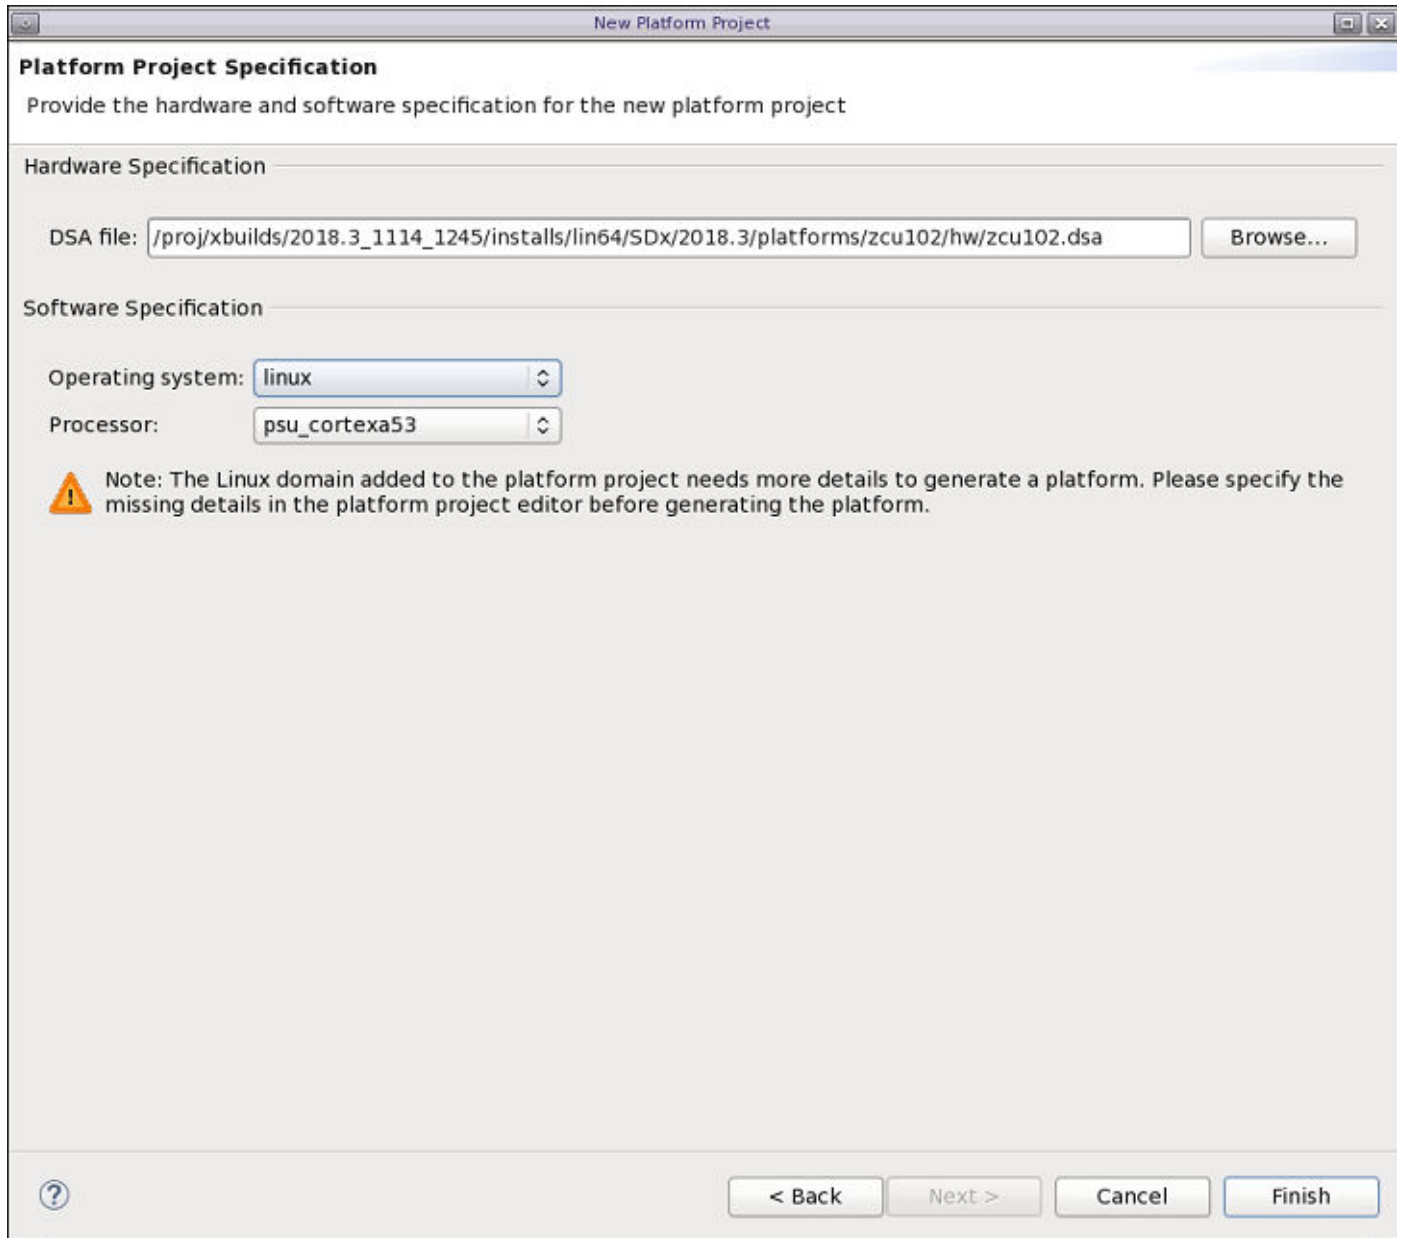 New Platform Project
Platform Project Specification
Provide the hardware and software specification for the new platform project
Hardware Specification
DSA file: /proj/xbuilds/2018.3_1114_1245/installs/lin64/SDx/2018.3/platforms/zcu102/hw/zcu102.dsa Browse...
Software Specification
Operating system: linux
Processor: psu_cortexa53
Note: The Linux domain added to the platform project needs more details to generate a platform. Please specify the
missing details in the platform project editor before generating the platform.
? < Back Next > Cancel Finish